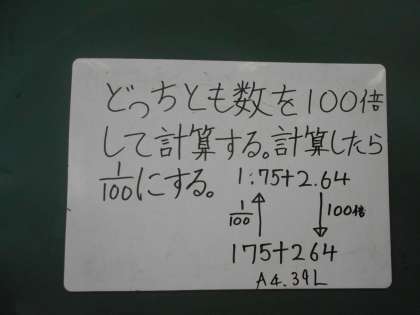 どっちとも数を100倍
して計算する。計算したら
1/100にする。 1.75+2.64
1/100 100倍
175+264
A4.39L